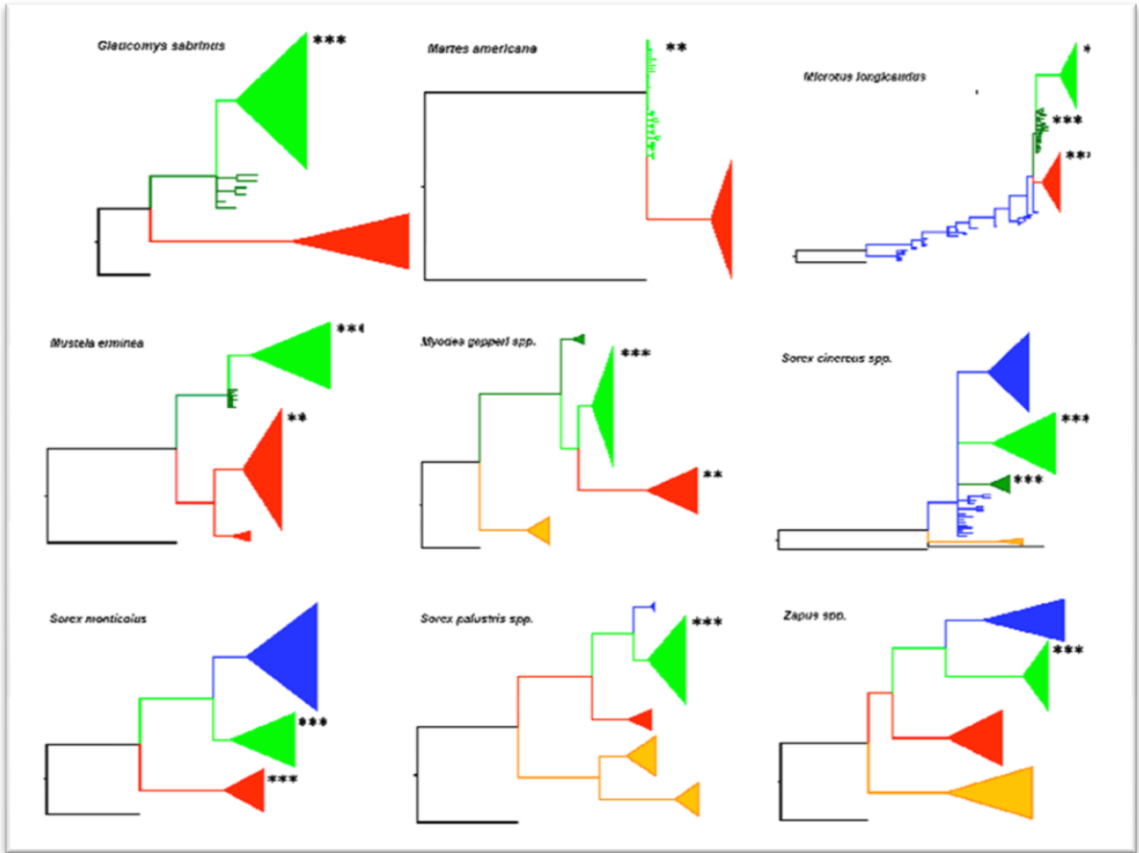 Glaucomys sabrinus
***
Martes americana
**
Microtus longicaudus
*
***
***
Mustela erminea
***
**
Myodes gapperi spp.
***
**
Sorex cinereus spp.
***
***
Sorex monticolus
***
***
Sorex palustris spp.
***
Zapus spp.
***